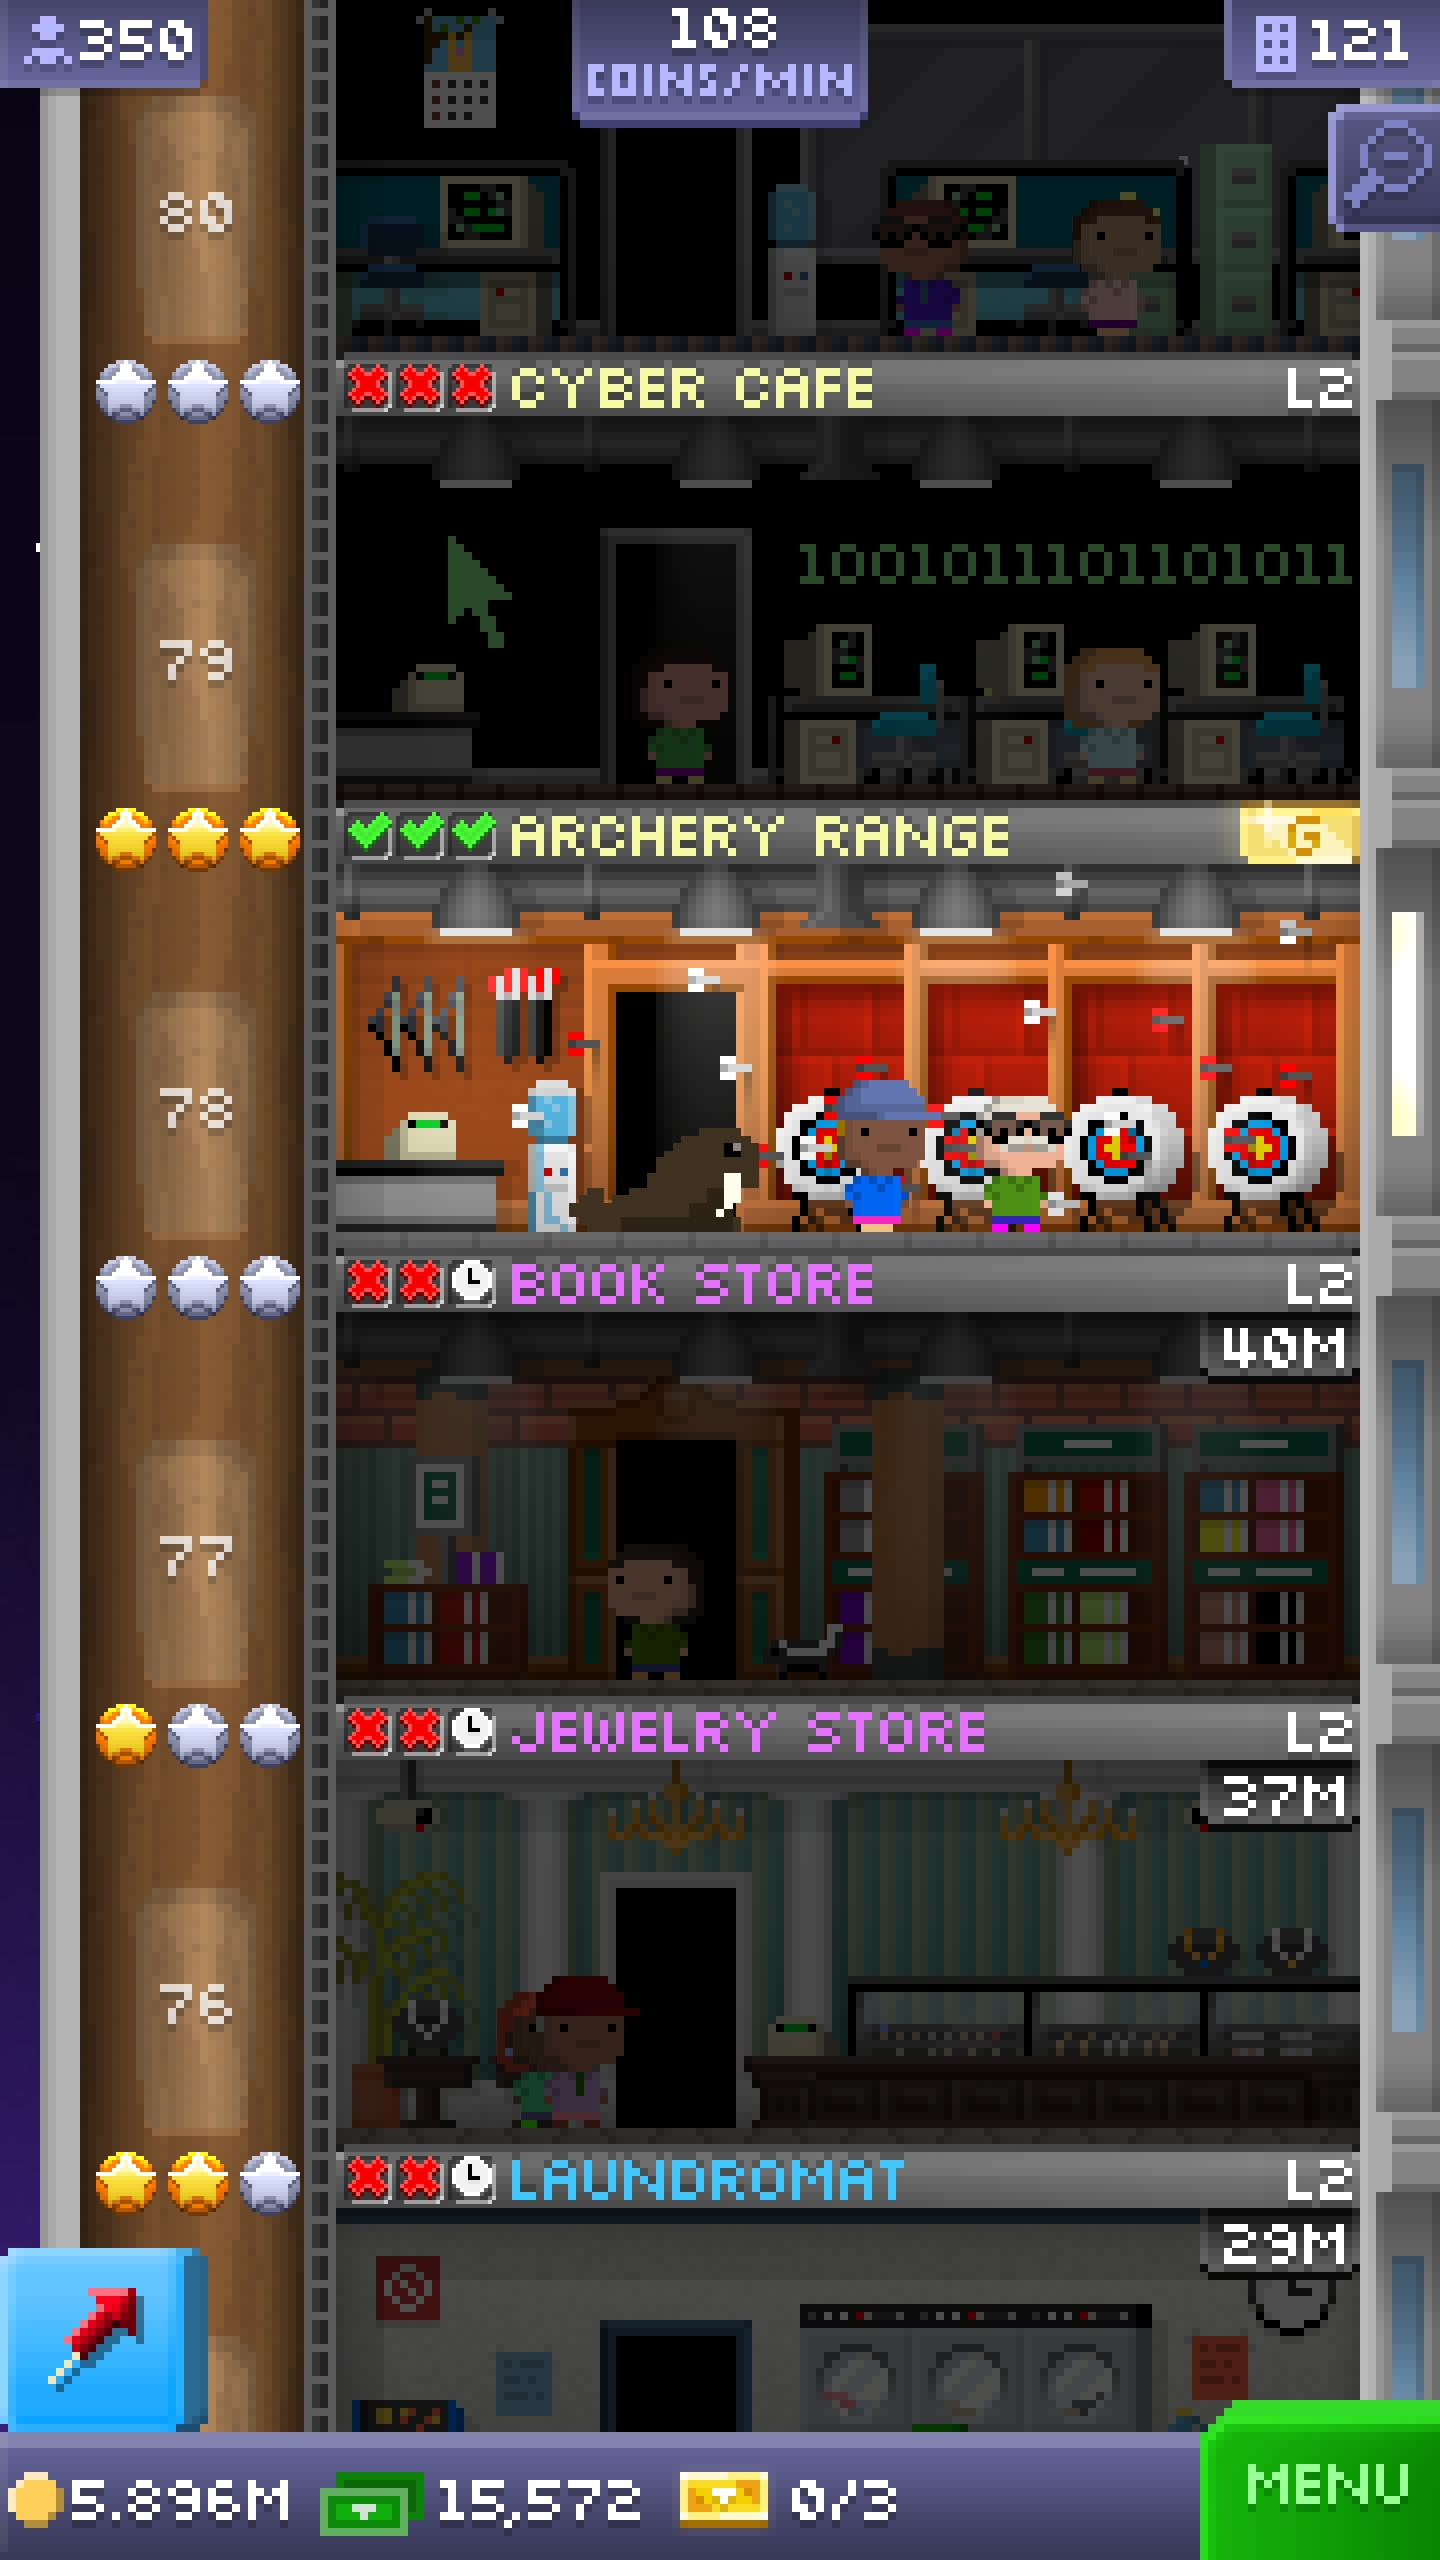 350
108
COINS/MIN
121
80
CYBER CAFE L2
1001011101101011
79
ARCHERY RANGE G
78
BOOK STORE L2
40M
77
JEWELRY STORE L2
37M
76
LAUNDROMAT L2
29M
5.896M 15,572 0/3
MENU